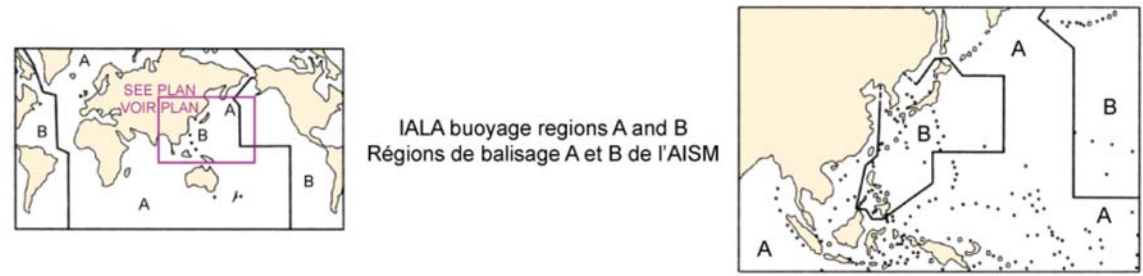 A
SEE PLAN
VOIR PLAN
A
B
B
B
A
IALA buoyage regions A and B
Régions de balisage A et B de l'AISM
A
B
B
A
A